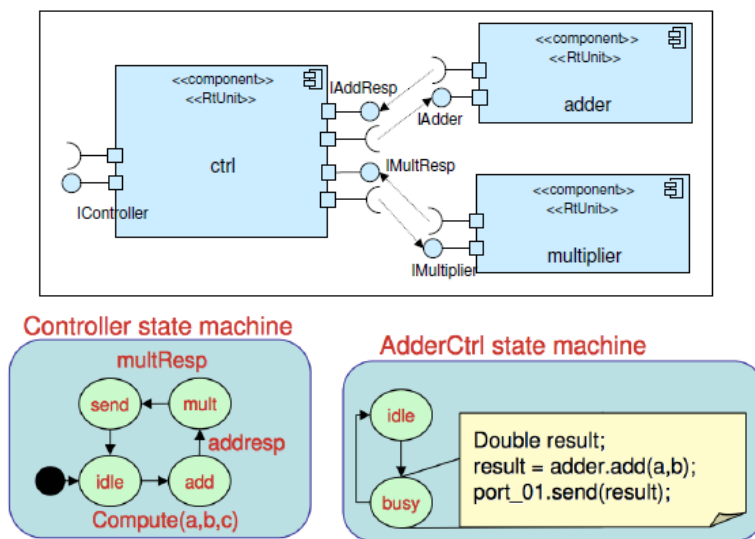 <<component>>
<<RtUnit>>
ctrl
IController
IAddResp
IAdder
IMultResp
IMultiplier
<<component>>
<<RtUnit>>
adder
<<component>>
<<RtUnit>>
multiplier
Controller state machine
multResp
send
mult
addresp
idle
add
Compute(a,b,c)
AdderCtrl state machine
idle
busy
Double result;
result = adder.add(a,b);
port_01.send(result);